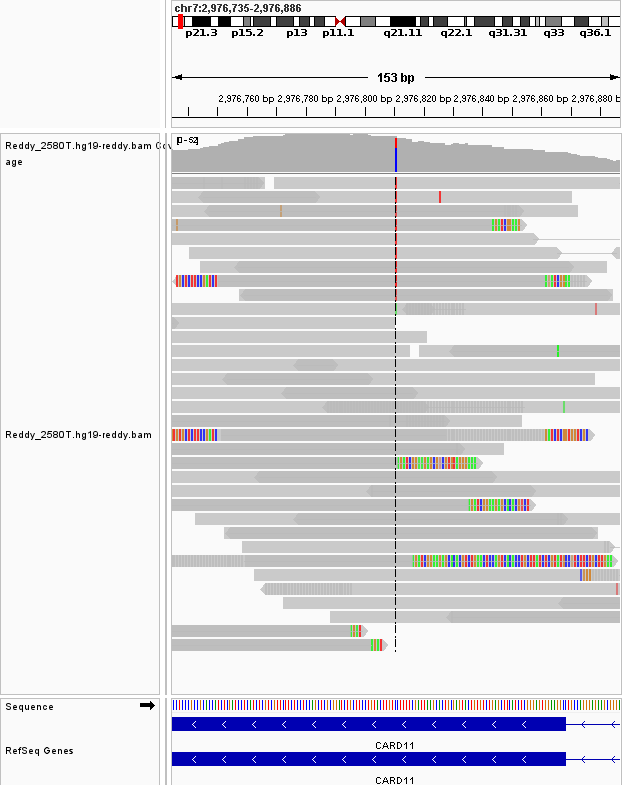 chr7:2,976,735-2,976,886
p21.3 p15.2 p13 p11.1 q21.11 q22.1 q31.31 q33 q36.1
153 bp
2,976,760 bp 2,976,780 bp 2,976,800 bp 2,976,820 bp 2,976,840 bp 2,976,860 bp 2,976,880 b
Reddy_2580T.hg19-reddy.bam Cov
age
[0-52]
Reddy_2580T.hg19-reddy.bam
Sequence
CARD11
RefSeq Genes
CARD11